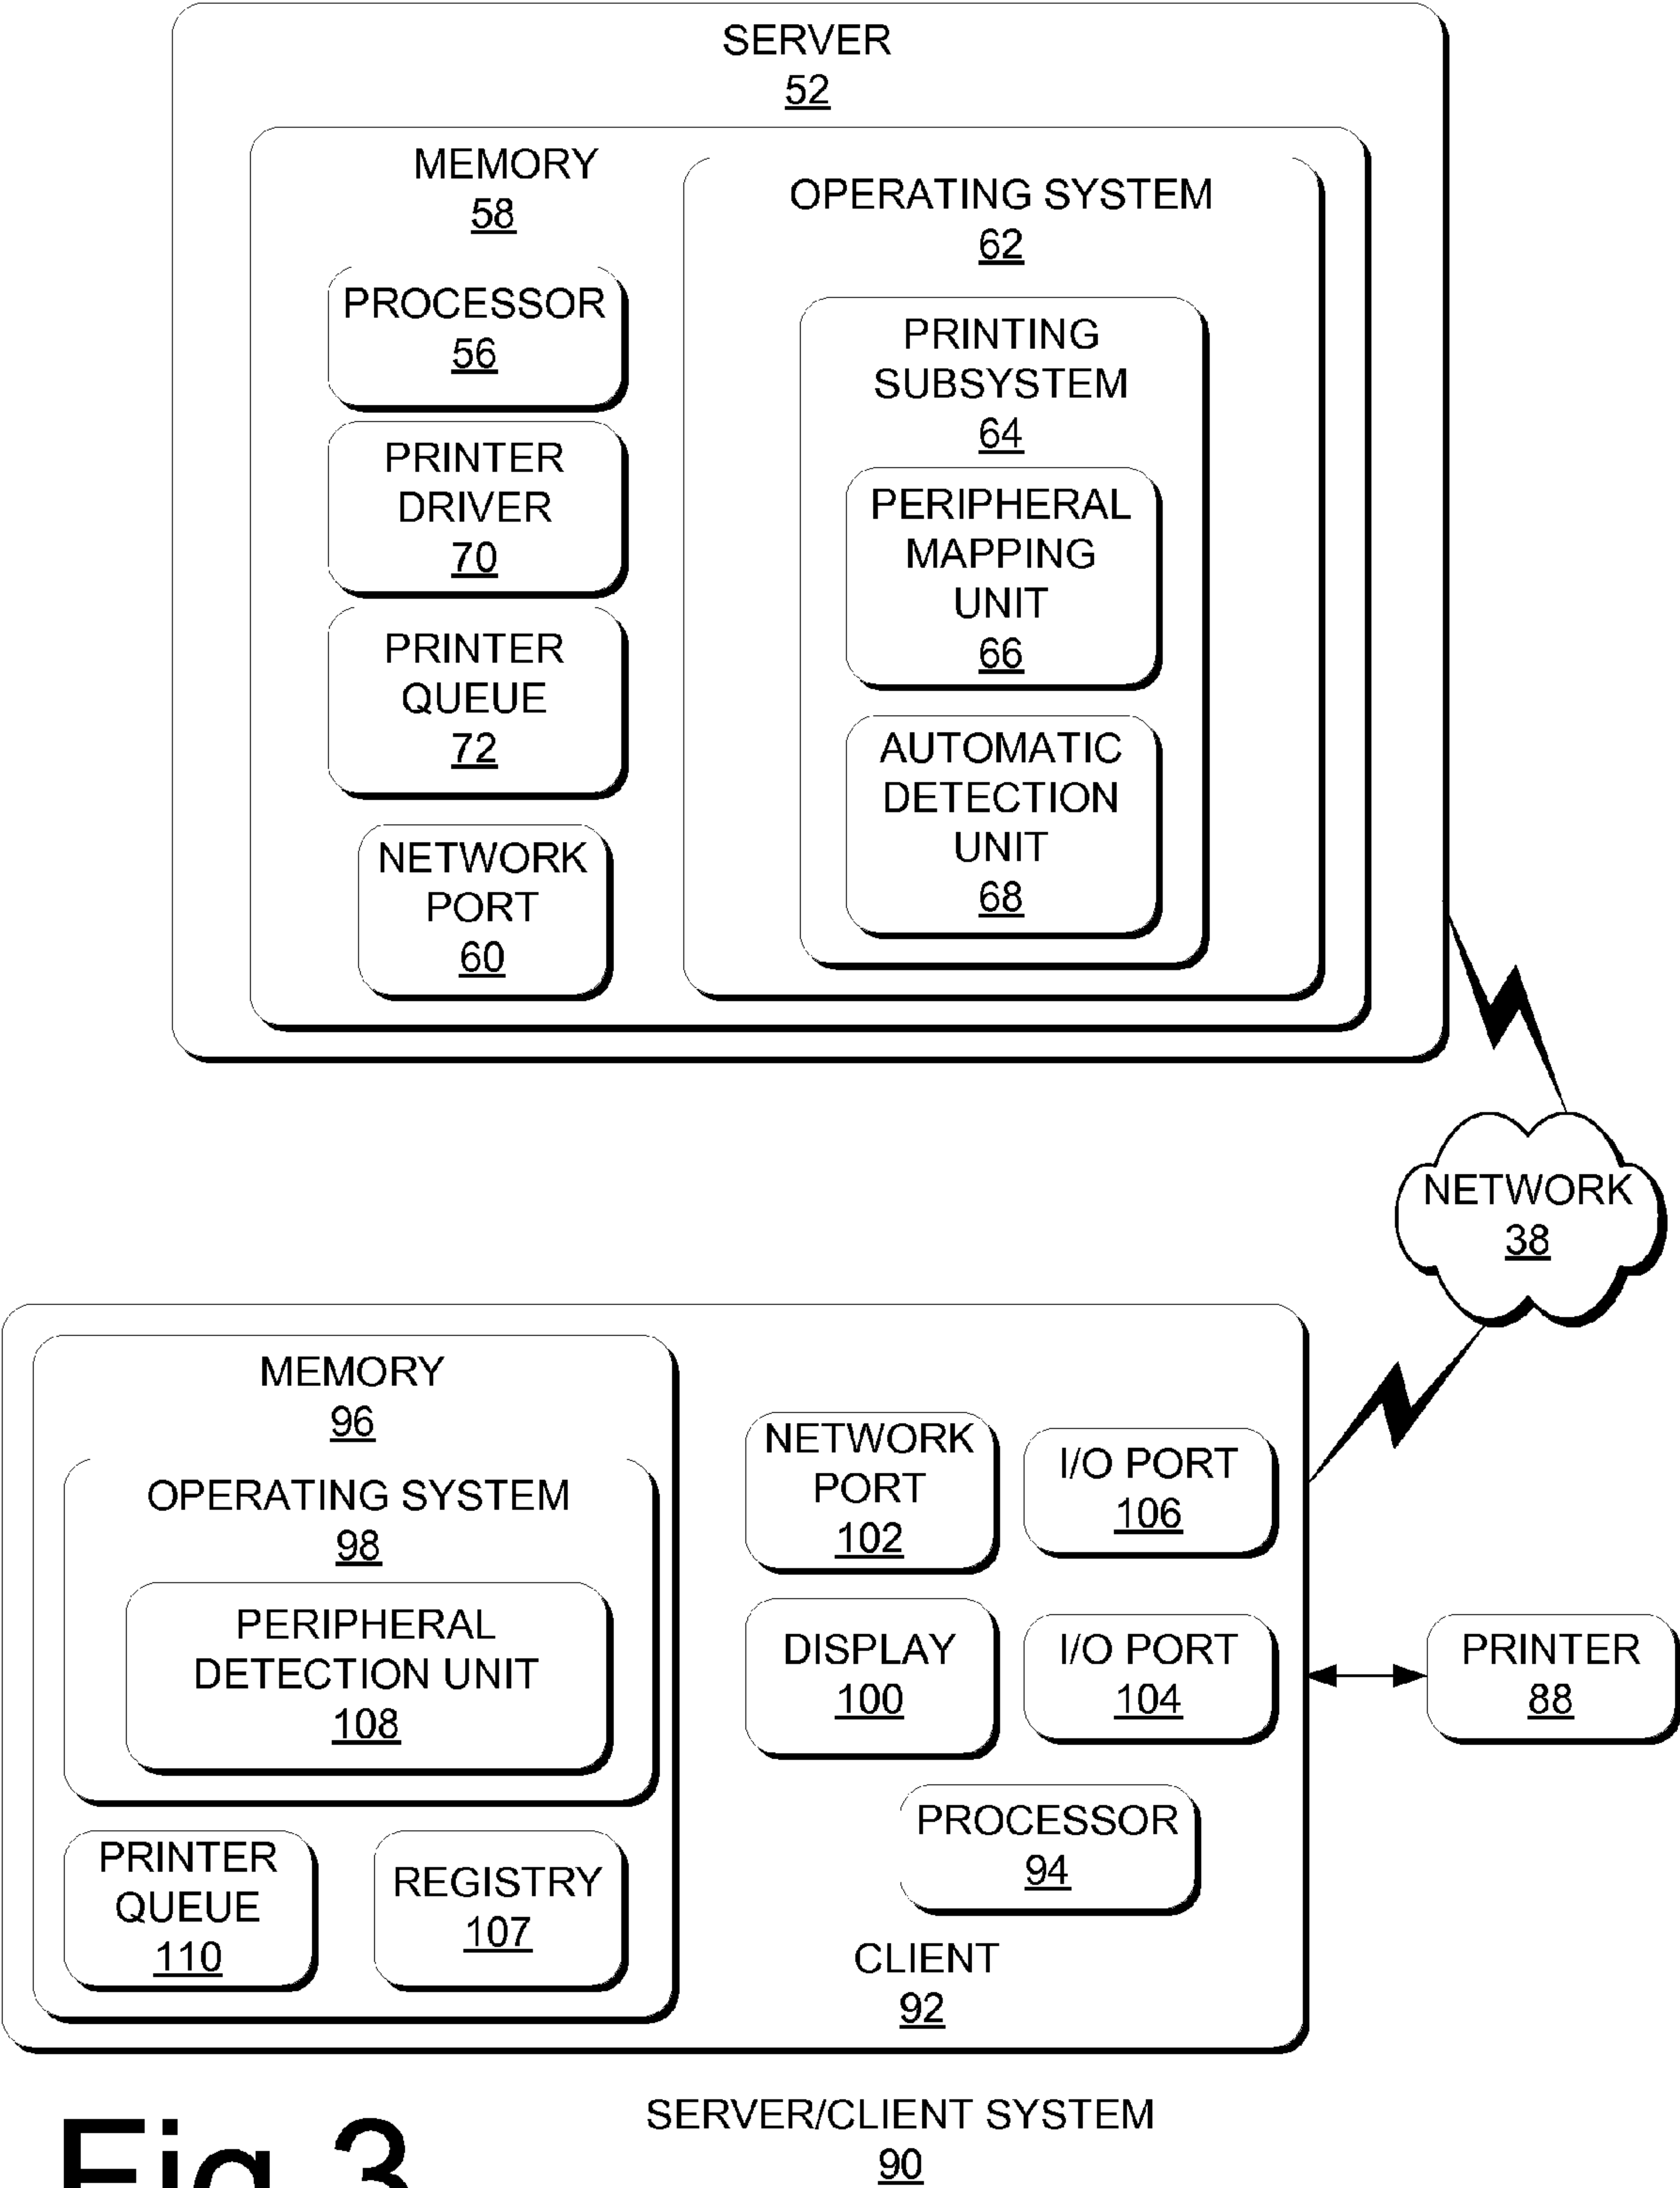 SERVER
52
MEMORY
58
PROCESSOR
56
PRINTER
DRIVER
70
PRINTER
QUEUE
72
NETWORK
PORT
60
OPERATING SYSTEM
62
PRINTING
SUBSYSTEM
64
PERIPHERAL
MAPPING
UNIT
66
AUTOMATIC
DETECTION
UNIT
68
NETWORK
38
MEMORY
96
OPERATING SYSTEM
98
PERIPHERAL
DETECTION UNIT
108
PRINTER
QUEUE
110
REGISTRY
107
NETWORK
PORT
102
I/O PORT
106
DISPLAY
100
I/O PORT
104
PROCESSOR
94
CLIENT
92
PRINTER
88
SERVER/CLIENT SYSTEM
90
Fig 3